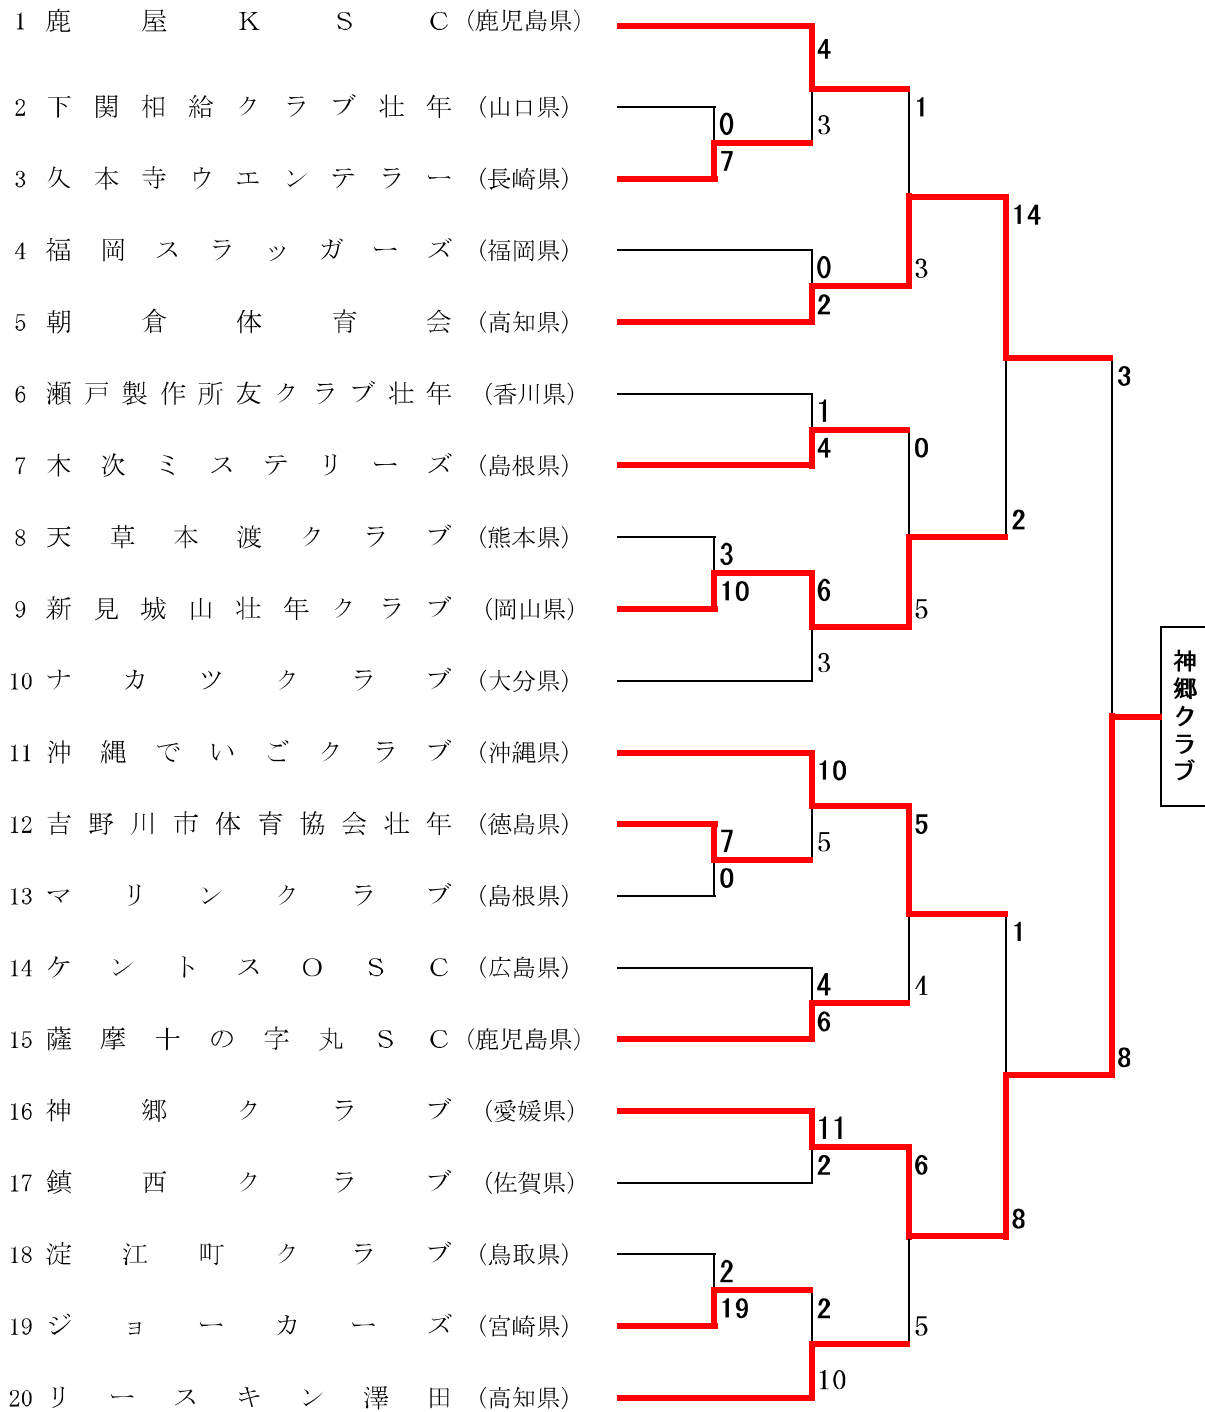 1 鹿屋KSC (鹿児島県)
4
2 下関相給クラブ壮年 (山口県)
1
0
3
7
3 久本寺ウエンテラー (長崎県)
14
4 福岡スラッガーズ (福岡県)
0
3
2
5 朝倉体育会 (高知県)
3
6 瀬戸製作所友クラブ壮年 (香川県)
1
4
0
7 木次ミステリーズ (島根県)
2
8 天草本渡クラブ (熊本県)
3
10
6
9 新見城山壮年クラブ (岡山県)
5
3
10 ナカツクラブ (大分県)
神郷クラブ
11 沖縄でいごクラブ (沖縄県)
10
12 吉野川市体育協会壮年 (徳島県)
5
7
5
0
13 マリンクラブ (島根県)
1
14 ケントスOSC (広島県)
4
4
6
15 薩摩十の字丸SC (鹿児島県)
8
16 神郷クラブ (愛媛県)
11
2
6
17 鎮西クラブ (佐賀県)
8
18 淀江町クラブ (鳥取県)
2
19
2
19 ジョーカーズ (宮崎県)
5
10
20 リースキン澤田 (高知県)